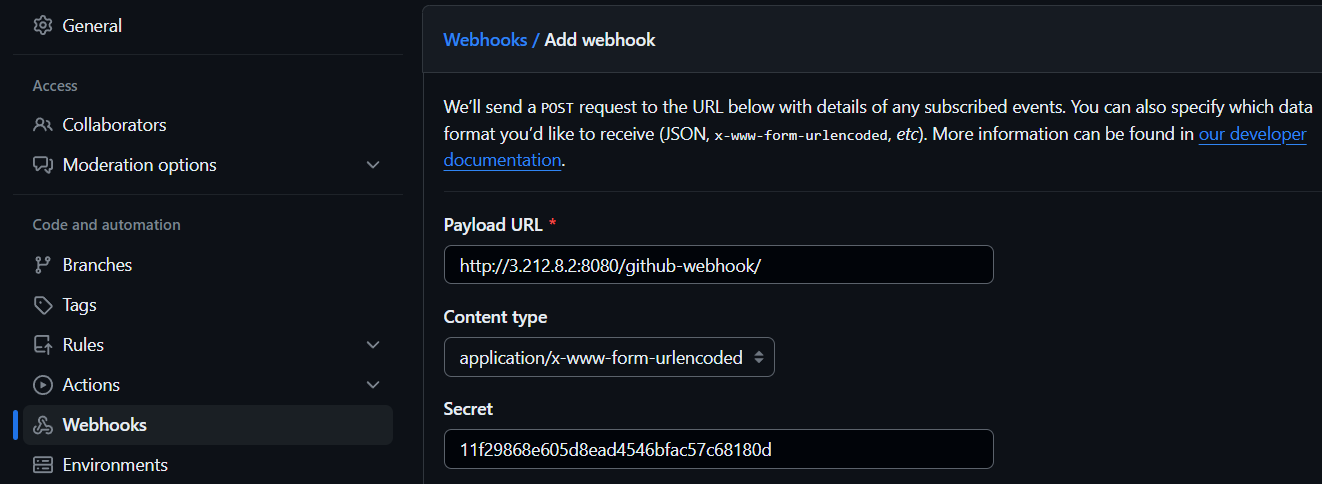 General
Access
Collaborators
Moderation options
Code and automation
Branches
Tags
Rules
Actions
Webhooks
Environments
Webhooks / Add webhook
We’ll send a POST request to the URL below with details of any subscribed events. You can also specify which data
format you’d like to receive (JSON, x-www-form-urlencoded, etc). More information can be found in our developer
documentation.
Payload URL *
http://3.212.8.2:8080/github-webhook/
Content type
application/x-www-form-urlencoded
Secret
11f29868e605d8ead4546bfac57c68180d